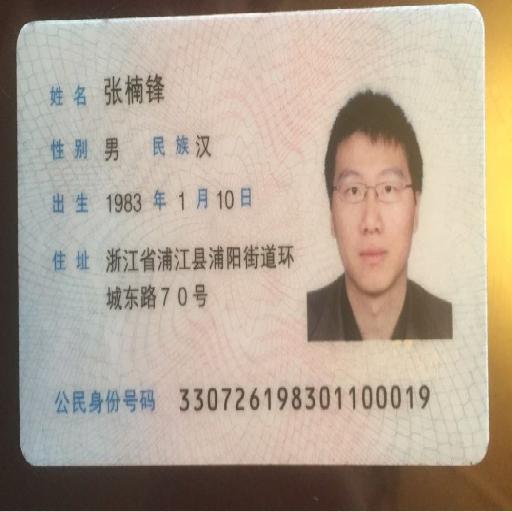 姓名 张楠锋
性别 男 民族 汉
出生 1983 年 1 月 10 日
住址 浙江省浦江县浦阳街道环
城东路70号
公民身份号码 330726198301100019